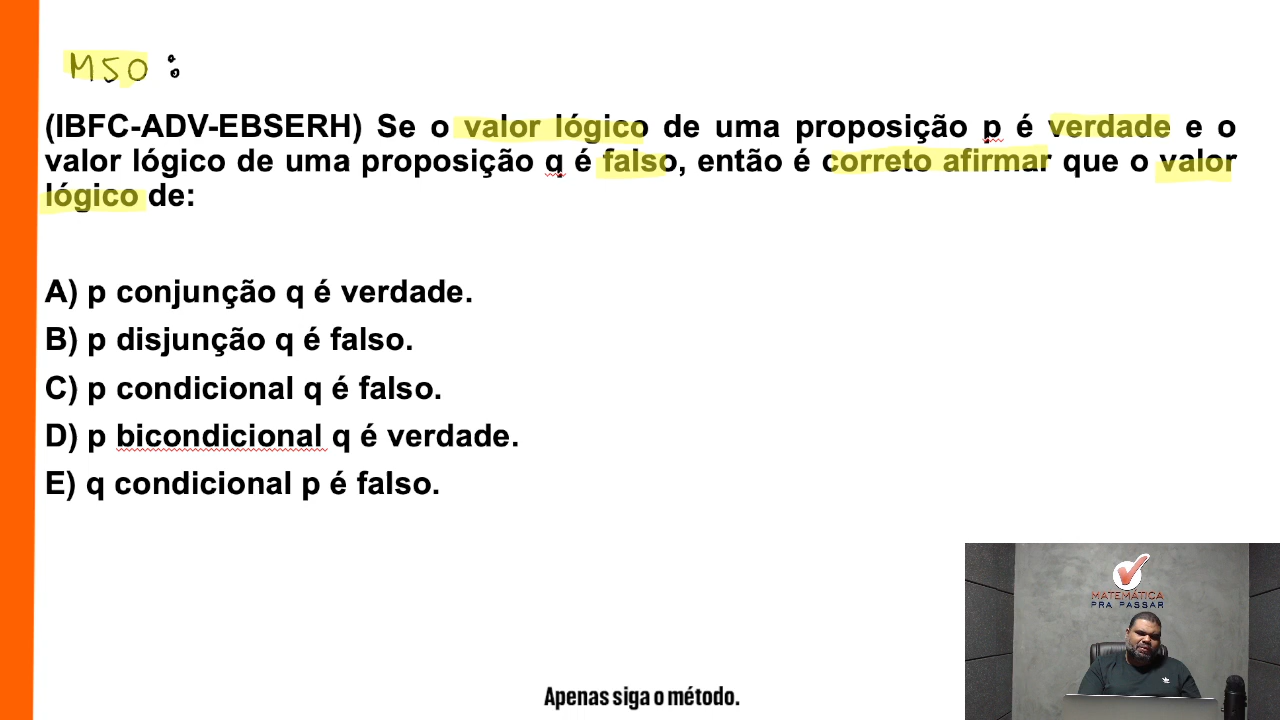 M50 :
(IBFC-ADV-EBSERH) Se o valor lógico de uma proposição p é verdade e o
valor lógico de uma proposição q é falso, então é correto afirmar que o valor
lógico de:
A) p conjunção q é verdade.
B) p disjunção q é falso.
C) p condicional q é falso.
D) p bicondicional q é verdade.
E) q condicional p é falso.
MATEMÁTICA
PRA PASSAR
Apenas siga o método.